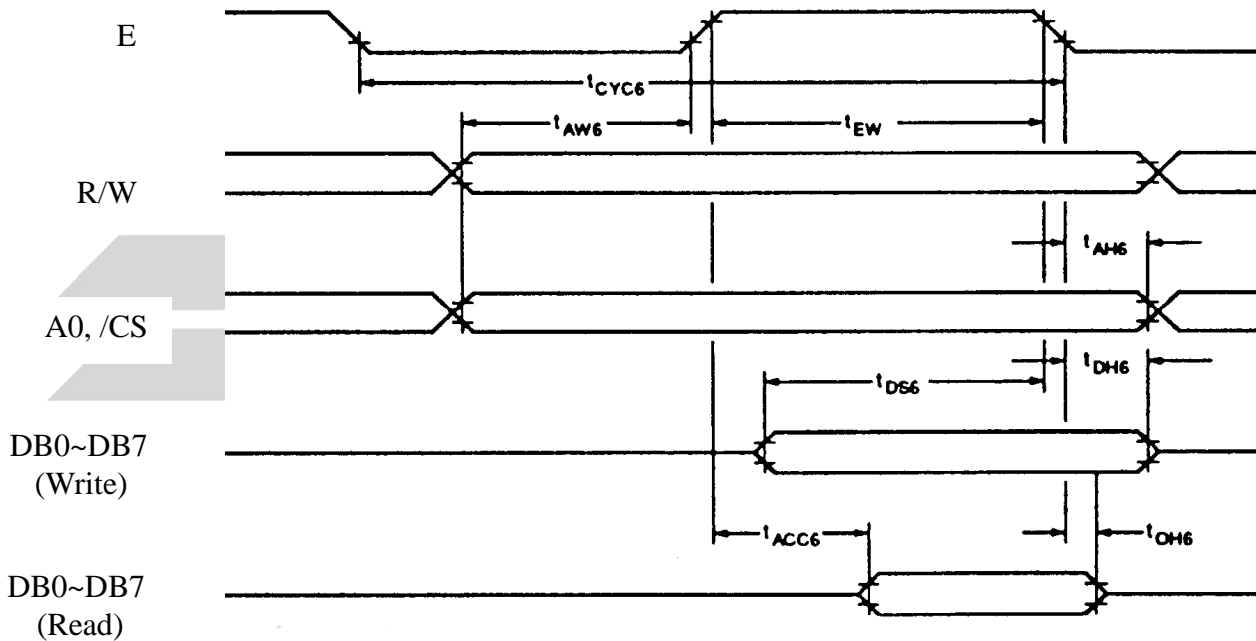 E
tCYC6
tAW6
tEW
R/W
tAH6
A0, /CS
tDH6
tDS6
DB0~DB7
(Write)
tACC6
tOH6
DB0~DB7
(Read)